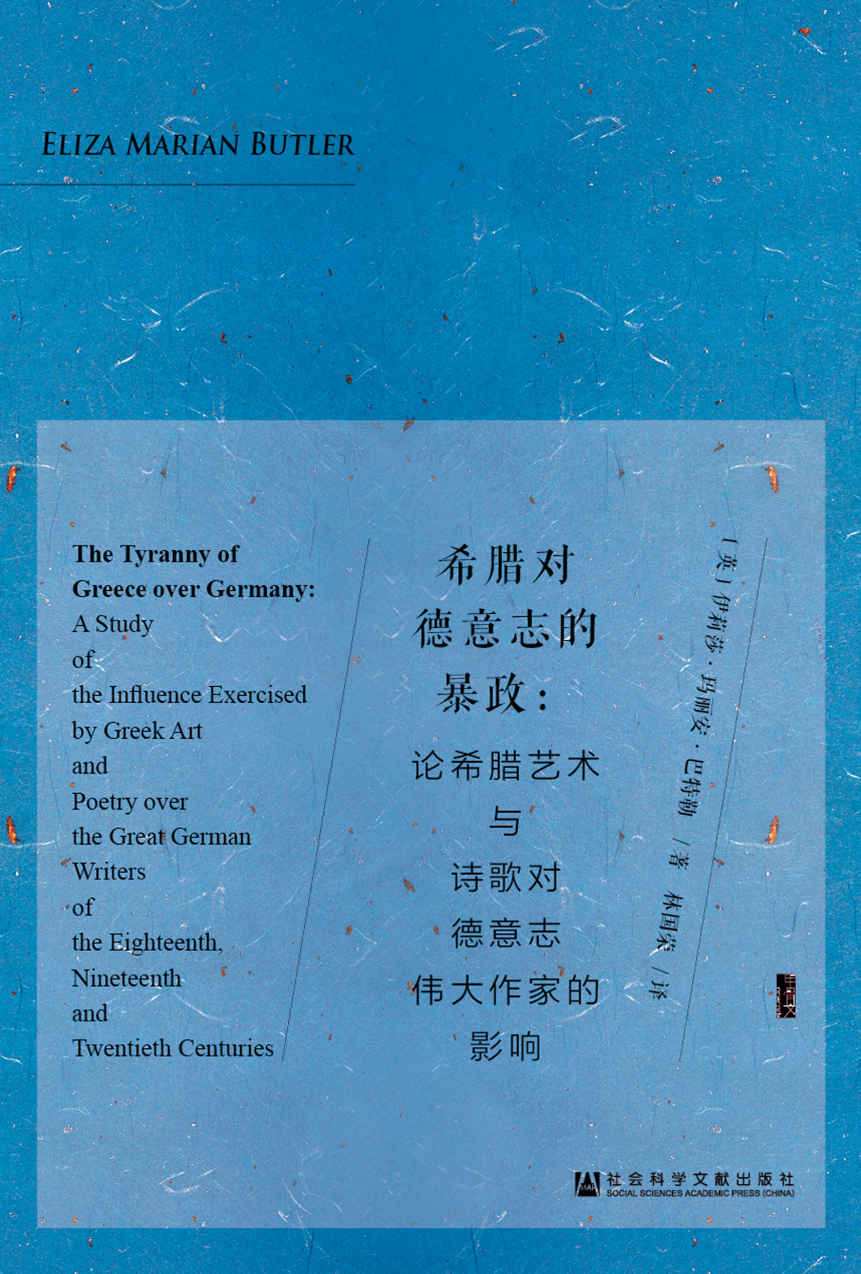 ELIZA MARIAN BUTLER
The Tyranny of
Greece over Germany:
A Study
of
the Influence Exercised
by Greek Art
and
Poetry over
the Great German
Writers
of
the Eighteenth,
Nineteenth
and
Twentieth Centuries
希腊对
德意志的
暴政：
论希腊艺术
与
诗歌对
德意志
伟大作家的
影响
［英］伊莉莎·玛丽安·巴特勒 /著 林国荣 /译
社会科学文献出版社
SOCIAL SCIENCES ACADEMIC PRESS (CHINA)